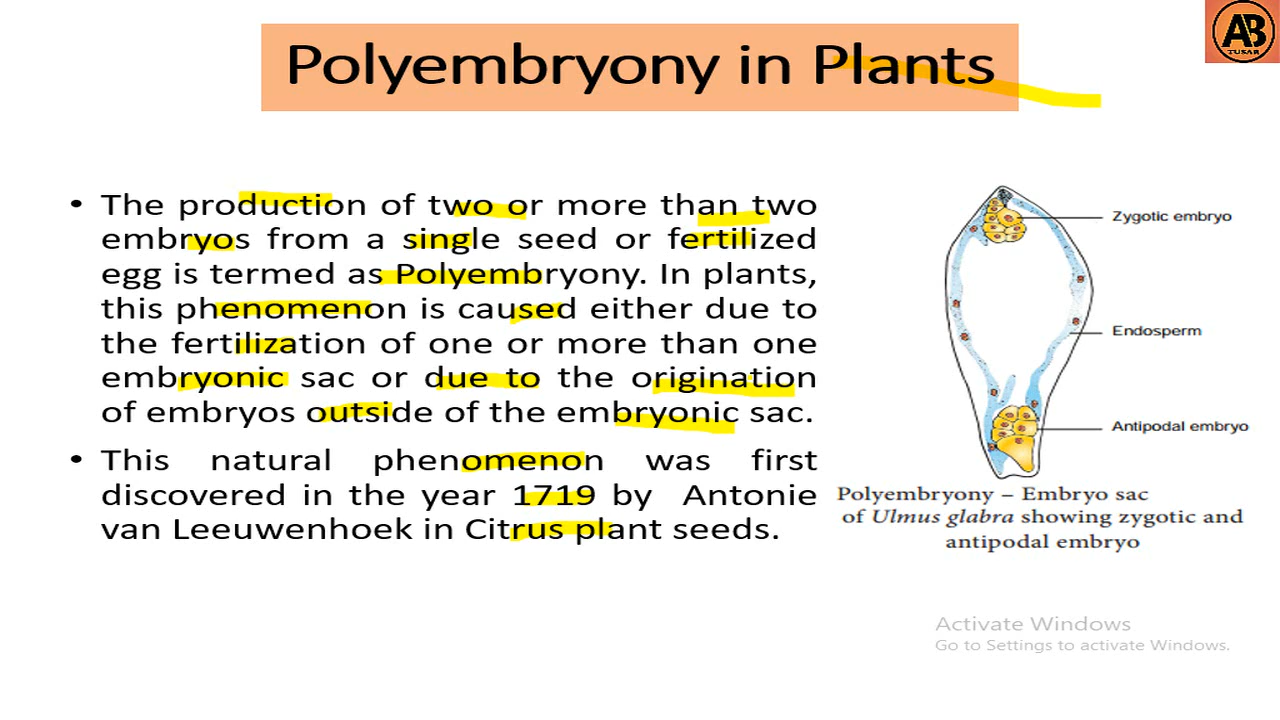 AB
TUSAR
Polyembryony in Plants
• The production of two or more than two
embryos from a single seed or fertilized
egg is termed as Polyembryony. In plants,
this phenomenon is caused either due to
the fertilization of one or more than one
embryonic sac or due to the origination
of embryos outside of the embryonic sac.
• This natural phenomenon was first
discovered in the year 1719 by Antonie
van Leeuwenhoek in Citrus plant seeds.
Zygotic embryo
Endosperm
Antipodal embryo
Polyembryony – Embryo sac
of Ulmus glabra showing zygotic and
antipodal embryo
Activate Windows
Go to Settings to activate Windows.